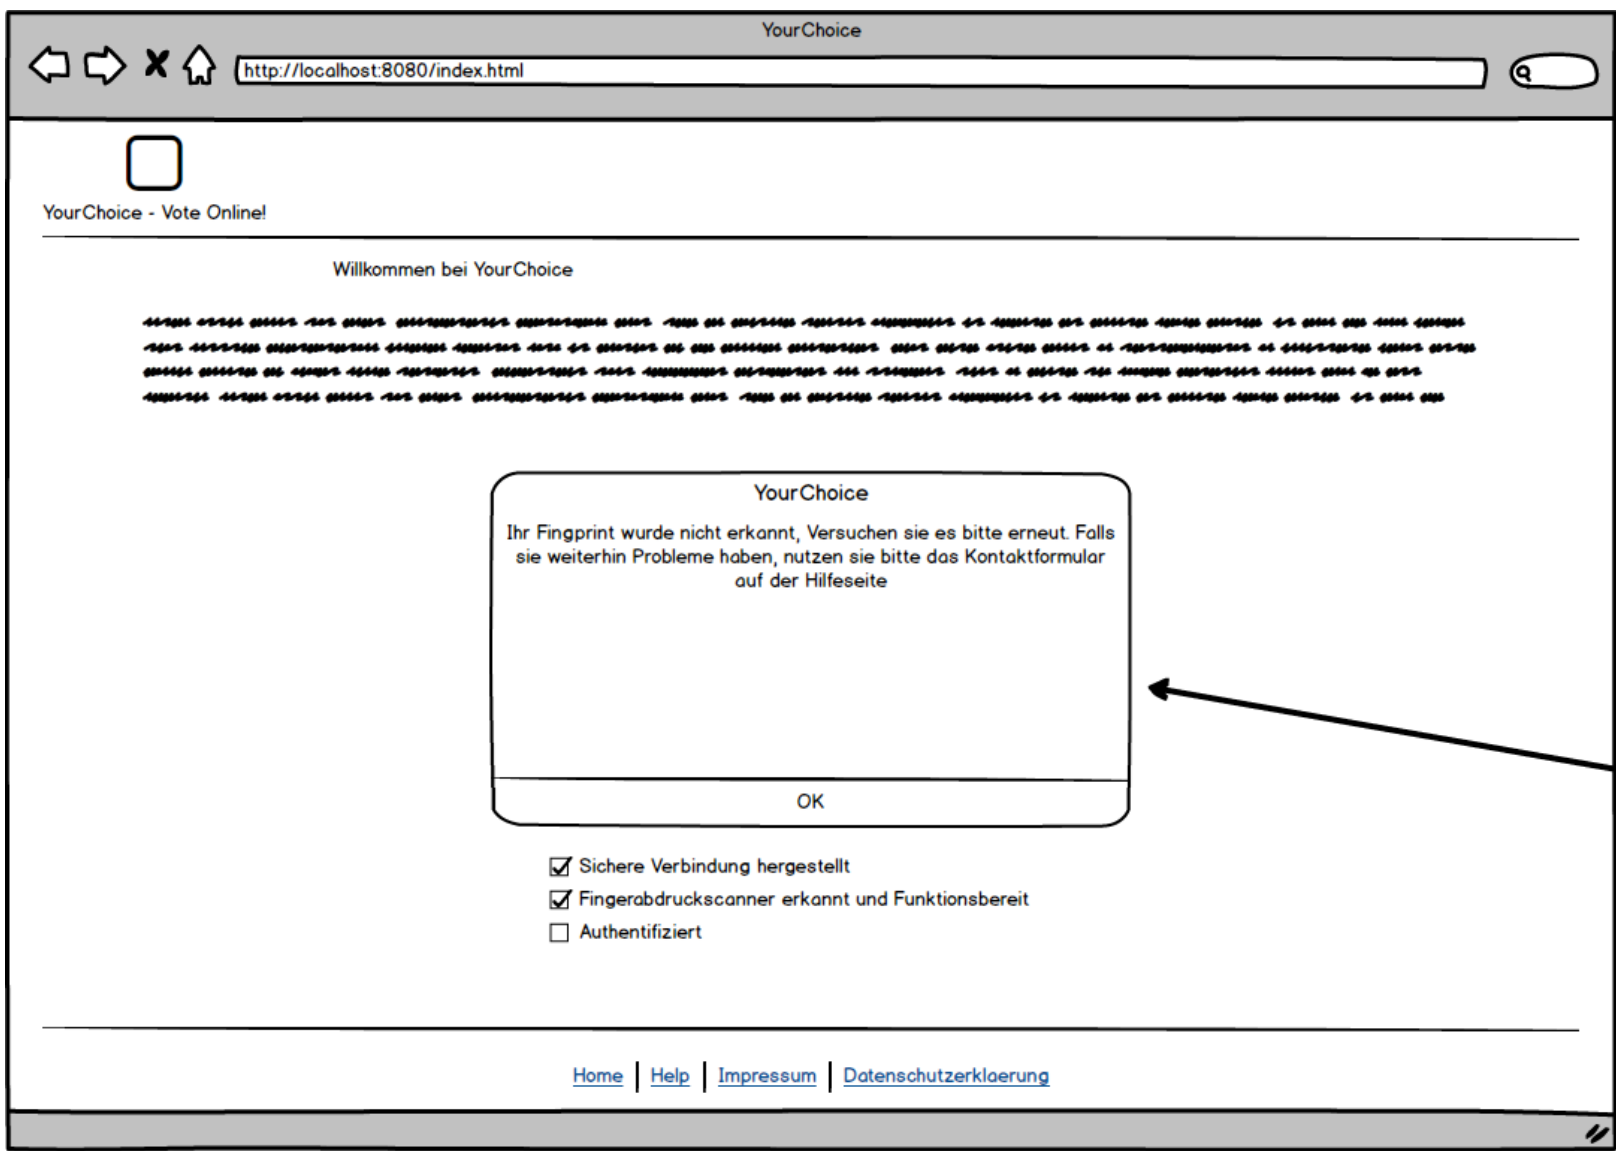 YourChoice
http://localhost:8080/index.html
YourChoice - Vote Online!
Willkommen bei YourChoice
YourChoice
Ihr Fingprint wurde nicht erkannt, Versuchen sie es bitte erneut. Falls
sie weiterhin Probleme haben, nutzen sie bitte das Kontaktformular
auf der Hilfeseite
OK
Sichere Verbindung hergestellt
Fingerabdruckscanner erkannt und Funktionsbereit
Authentifiziert
Home | Help | Impressum | Datenschutzerklaerung